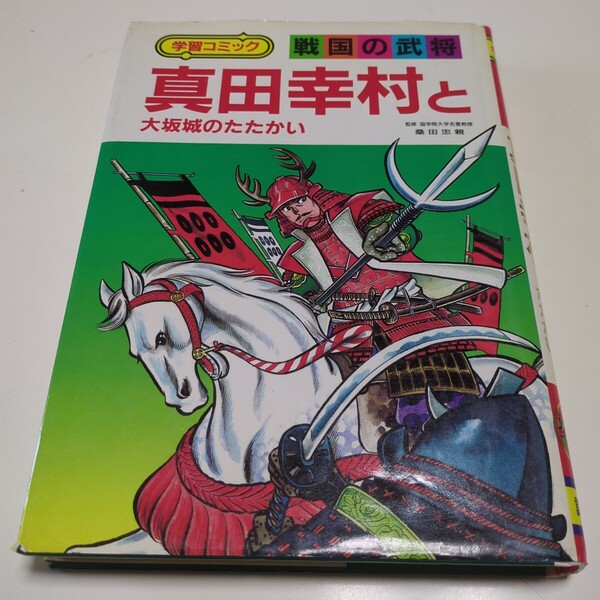 学習コミック
戦国の武将
真田幸村と
大坂城のたたかい
監修 国学院大学名誉教授
桑田忠親